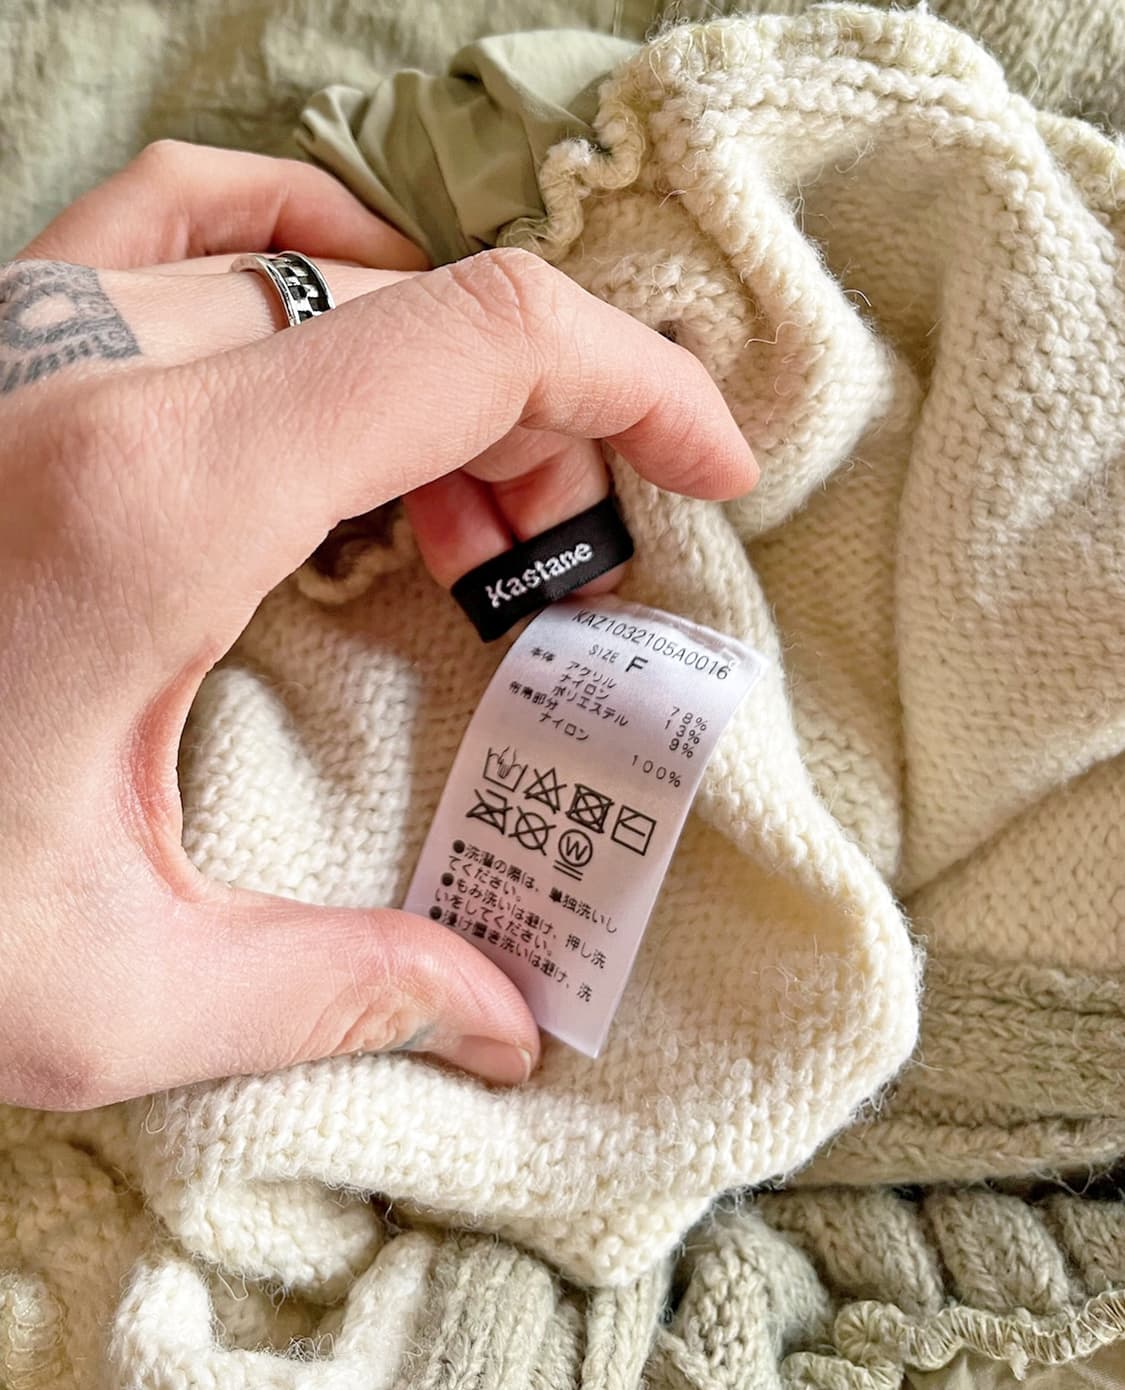 Kastane
KAZ1032105A0016
SIZE F
本体 アクリル 78%
ナイロン 13%
ポリエステル 9%
布帛部分
ナイロン 100%
W
●洗濯の際は、単独洗いし
てください。
●もみ洗いは避け、押し洗
いをしてください。
●浸け置き洗いは避け、洗